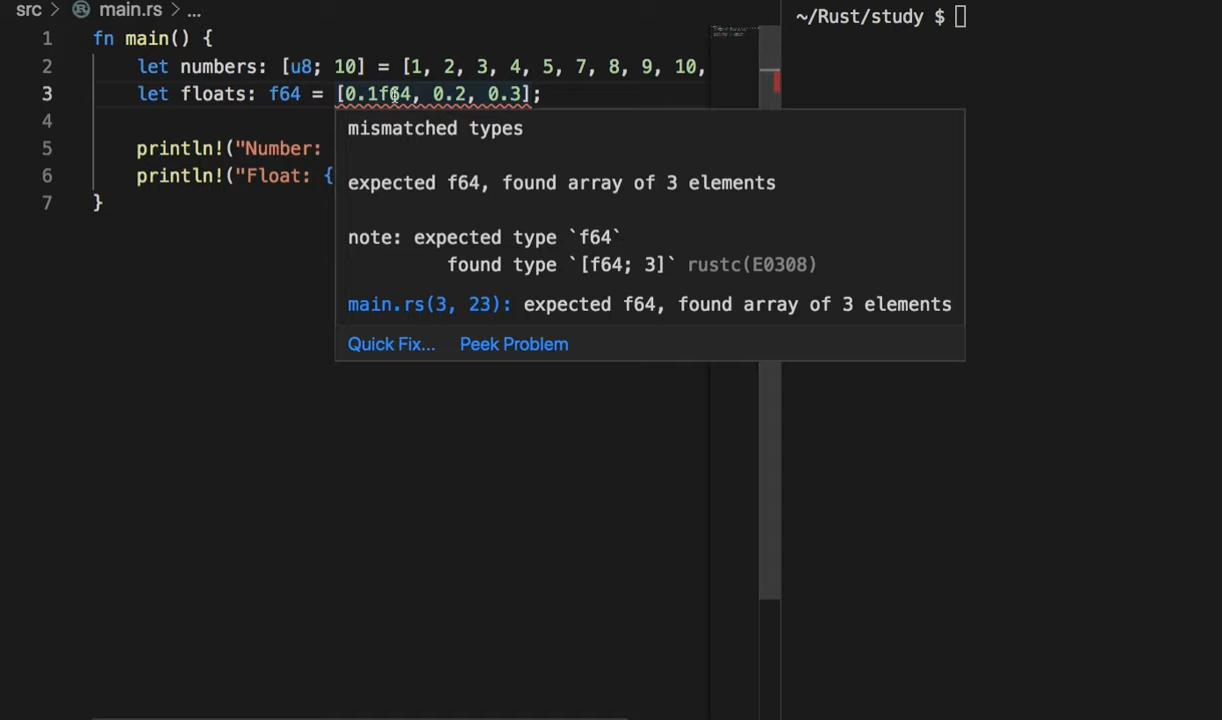 src > main.rs > ...
~/Rust/study $
1 fn main() {
2 let numbers: [u8; 10] = [1, 2, 3, 4, 5, 7, 8, 9, 10,
3 let floats: f64 = [0.1f64, 0.2, 0.3];
4
5 println!("Number:
6 println!("Float: {
7 }
mismatched types
expected f64, found array of 3 elements
note: expected type `f64`
found type `[f64; 3]` rustc(E0308)
main.rs(3, 23): expected f64, found array of 3 elements
Quick Fix... Peek Problem